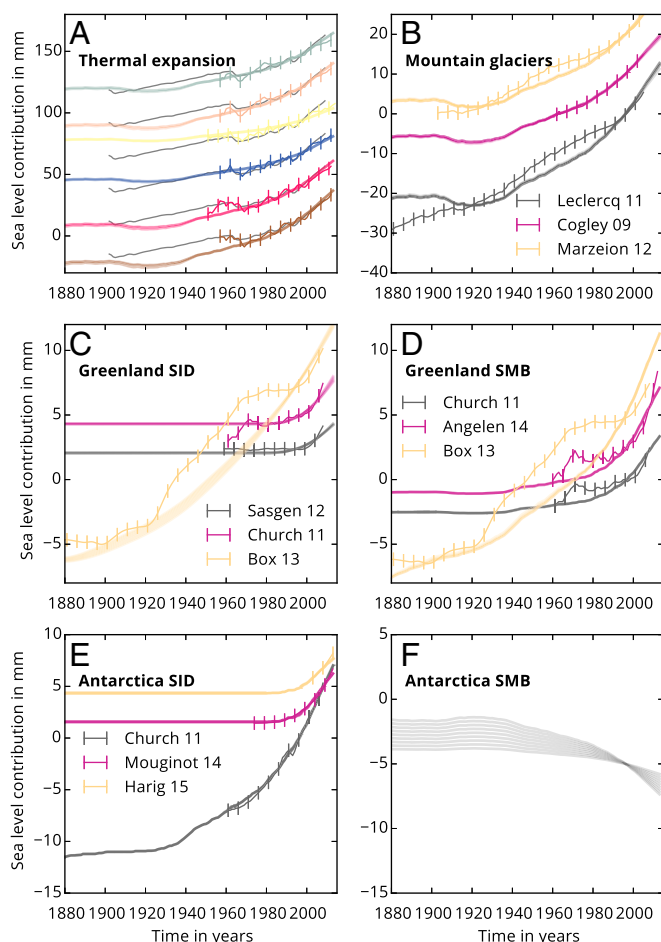 A
Thermal expansion
Sea level contribution in mm
150
100
50
0
1880 1900 1920 1940 1960 1980 2000
B
Mountain glaciers
20
10
0
−10
−20
−30
−40
Leclercq 11
Cogley 09
Marzeion 12
1880 1900 1920 1940 1960 1980 2000
C
Greenland SID
Sea level contribution in mm
10
5
0
−5
Sasgen 12
Church 11
Box 13
1880 1900 1920 1940 1960 1980 2000
D
Greenland SMB
10
5
0
−5
Church 11
Angelen 14
Box 13
1880 1900 1920 1940 1960 1980 2000
E
Antarctica SID
Sea level contribution in mm
10
5
0
−5
−10
−15
Church 11
Mouginot 14
Harig 15
1880 1900 1920 1940 1960 1980 2000
Time in years
F
Antarctica SMB
5
0
−5
−10
−15
1880 1900 1920 1940 1960 1980 2000
Time in years